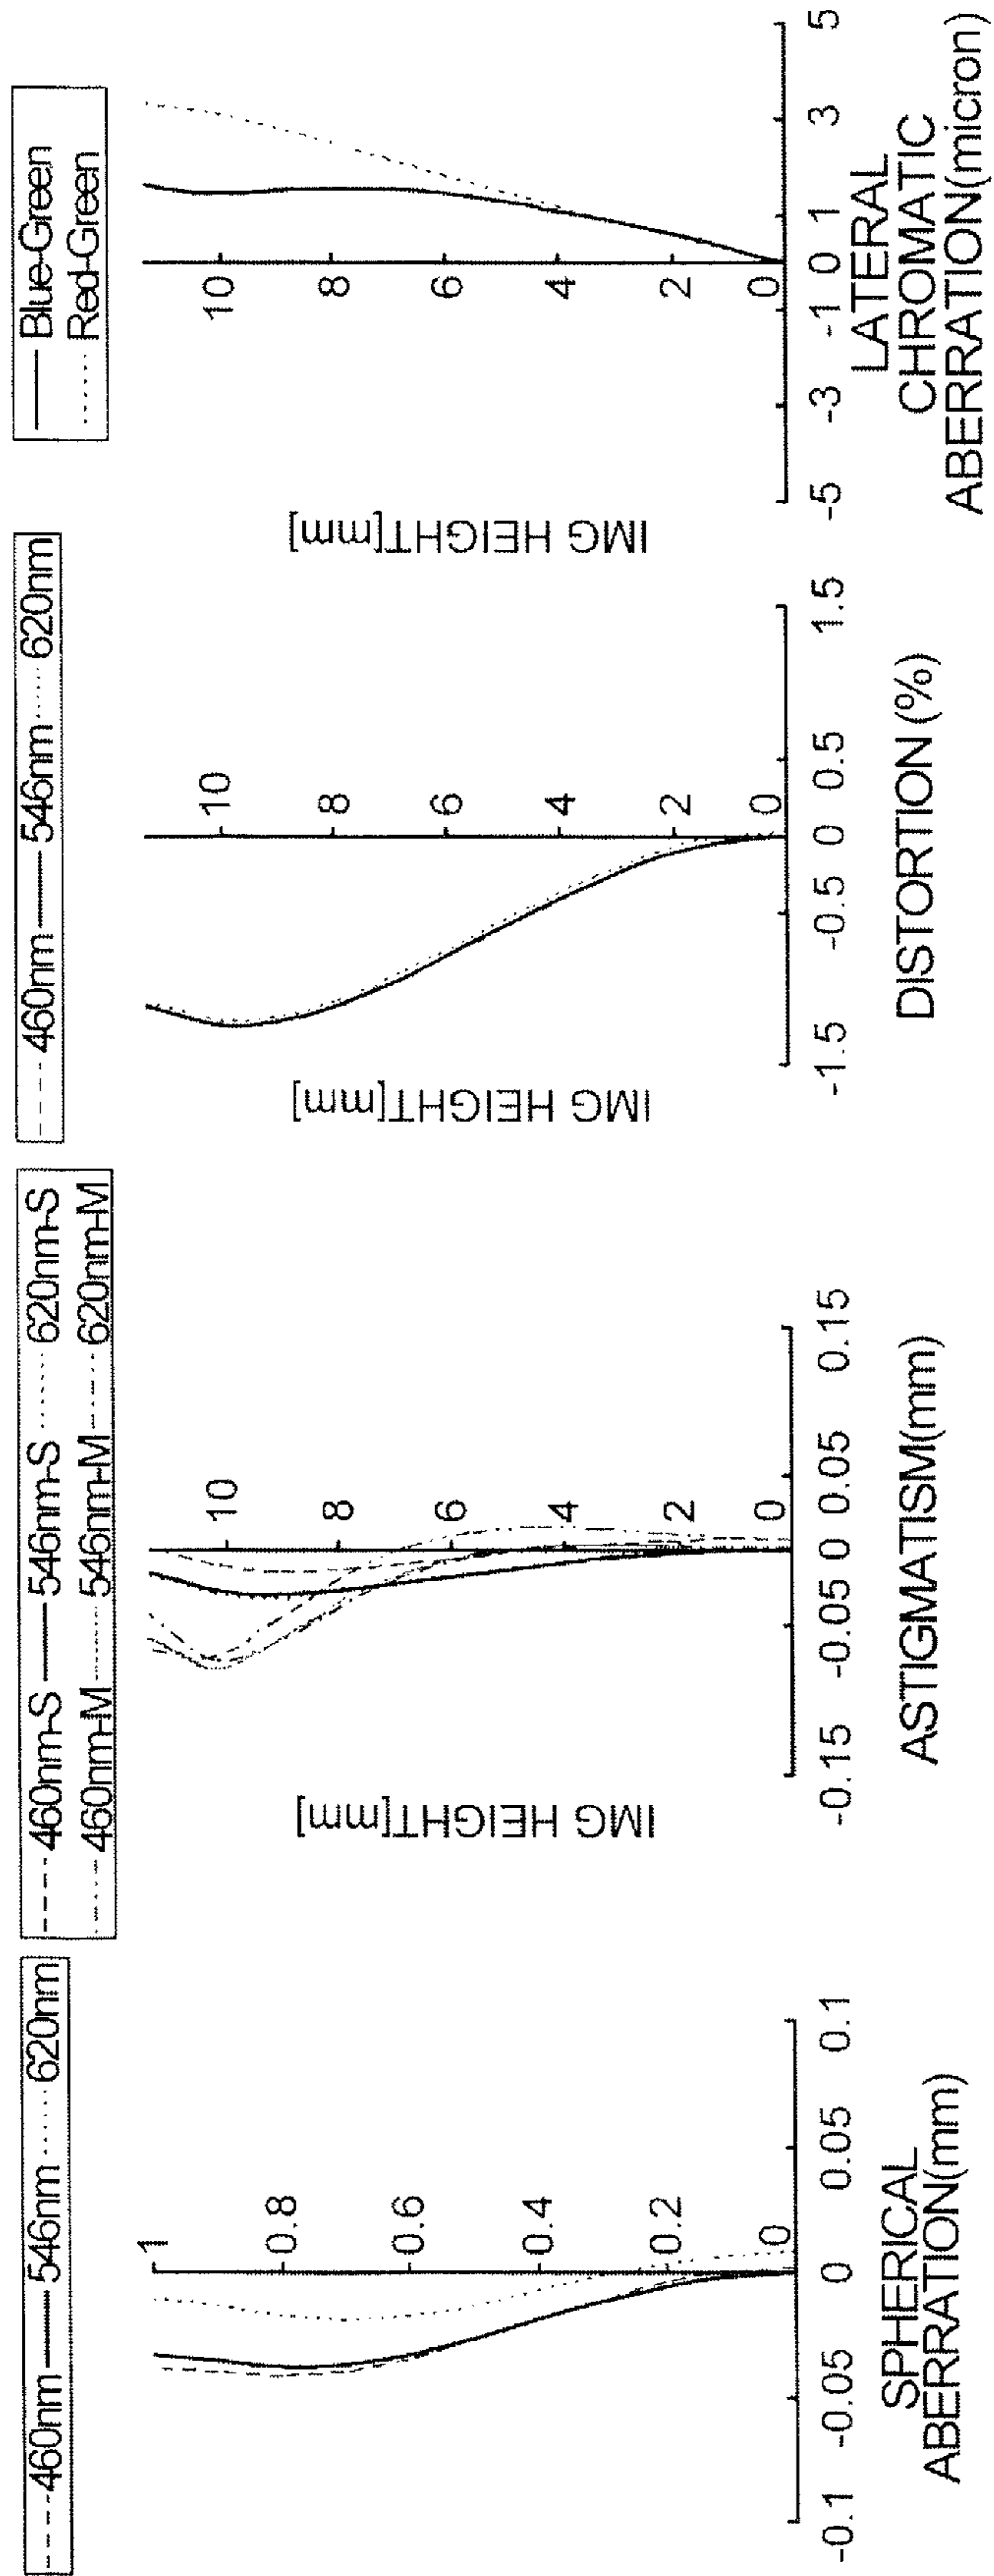 460nm 546nm 620nm
1
0.8
0.6
0.4
0.2
0
-0.1 -0.05 0 0.05 0.1
SPHERICAL
ABERRATION(mm)
460nm-S 546nm-S 620nm-S
460nm-M 546nm-M 620nm-M
IMG HEIGHT[mm]
10
8
6
4
2
0
-0.15 -0.05 0 0.05 0.15
ASTIGMATISM(mm)
460nm 546nm 620nm
IMG HEIGHT[mm]
10
8
6
4
2
0
-1.5 -0.5 0 0.5 1.5
DISTORTION (%)
Blue-Green
Red-Green
IMG HEIGHT[mm]
10
8
6
4
2
0
-5 -3 -1 0 1 3 5
LATERAL
CHROMATIC
ABERRATION(micron)